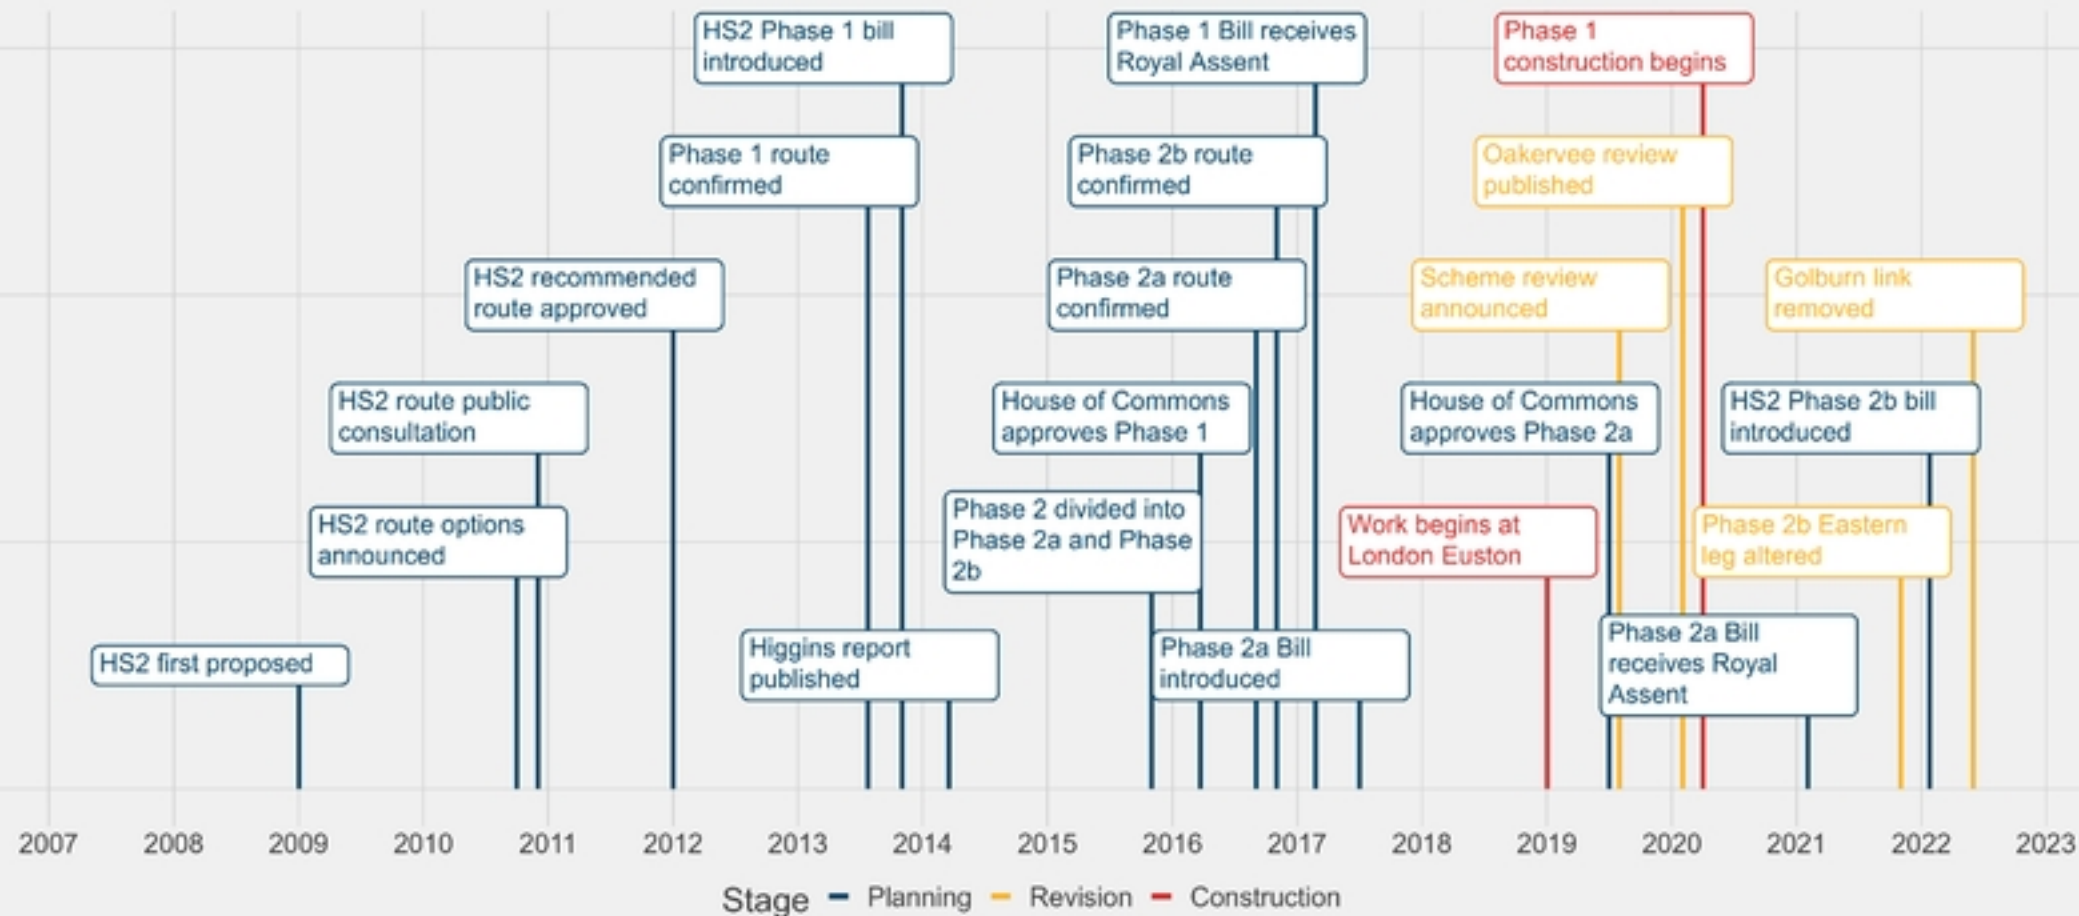 HS2 Phase 1 bill
introduced
Phase 1 Bill receives
Royal Assent
Phase 1
construction begins
Phase 1 route
confirmed
Phase 2b route
confirmed
Oakervee review
published
HS2 recommended
route approved
Phase 2a route
confirmed
Scheme review
announced
Golburn link
removed
HS2 route public
consultation
House of Commons
approves Phase 1
House of Commons
approves Phase 2a
HS2 Phase 2b bill
introduced
HS2 route options
announced
Phase 2 divided into
Phase 2a and Phase
2b
Work begins at
London Euston
Phase 2b Eastern
leg altered
HS2 first proposed
Higgins report
published
Phase 2a Bill
introduced
Phase 2a Bill
receives Royal
Assent
2007 2008 2009 2010 2011 2012 2013 2014 2015 2016 2017 2018 2019 2020 2021 2022 2023
Stage Planning Revision Construction